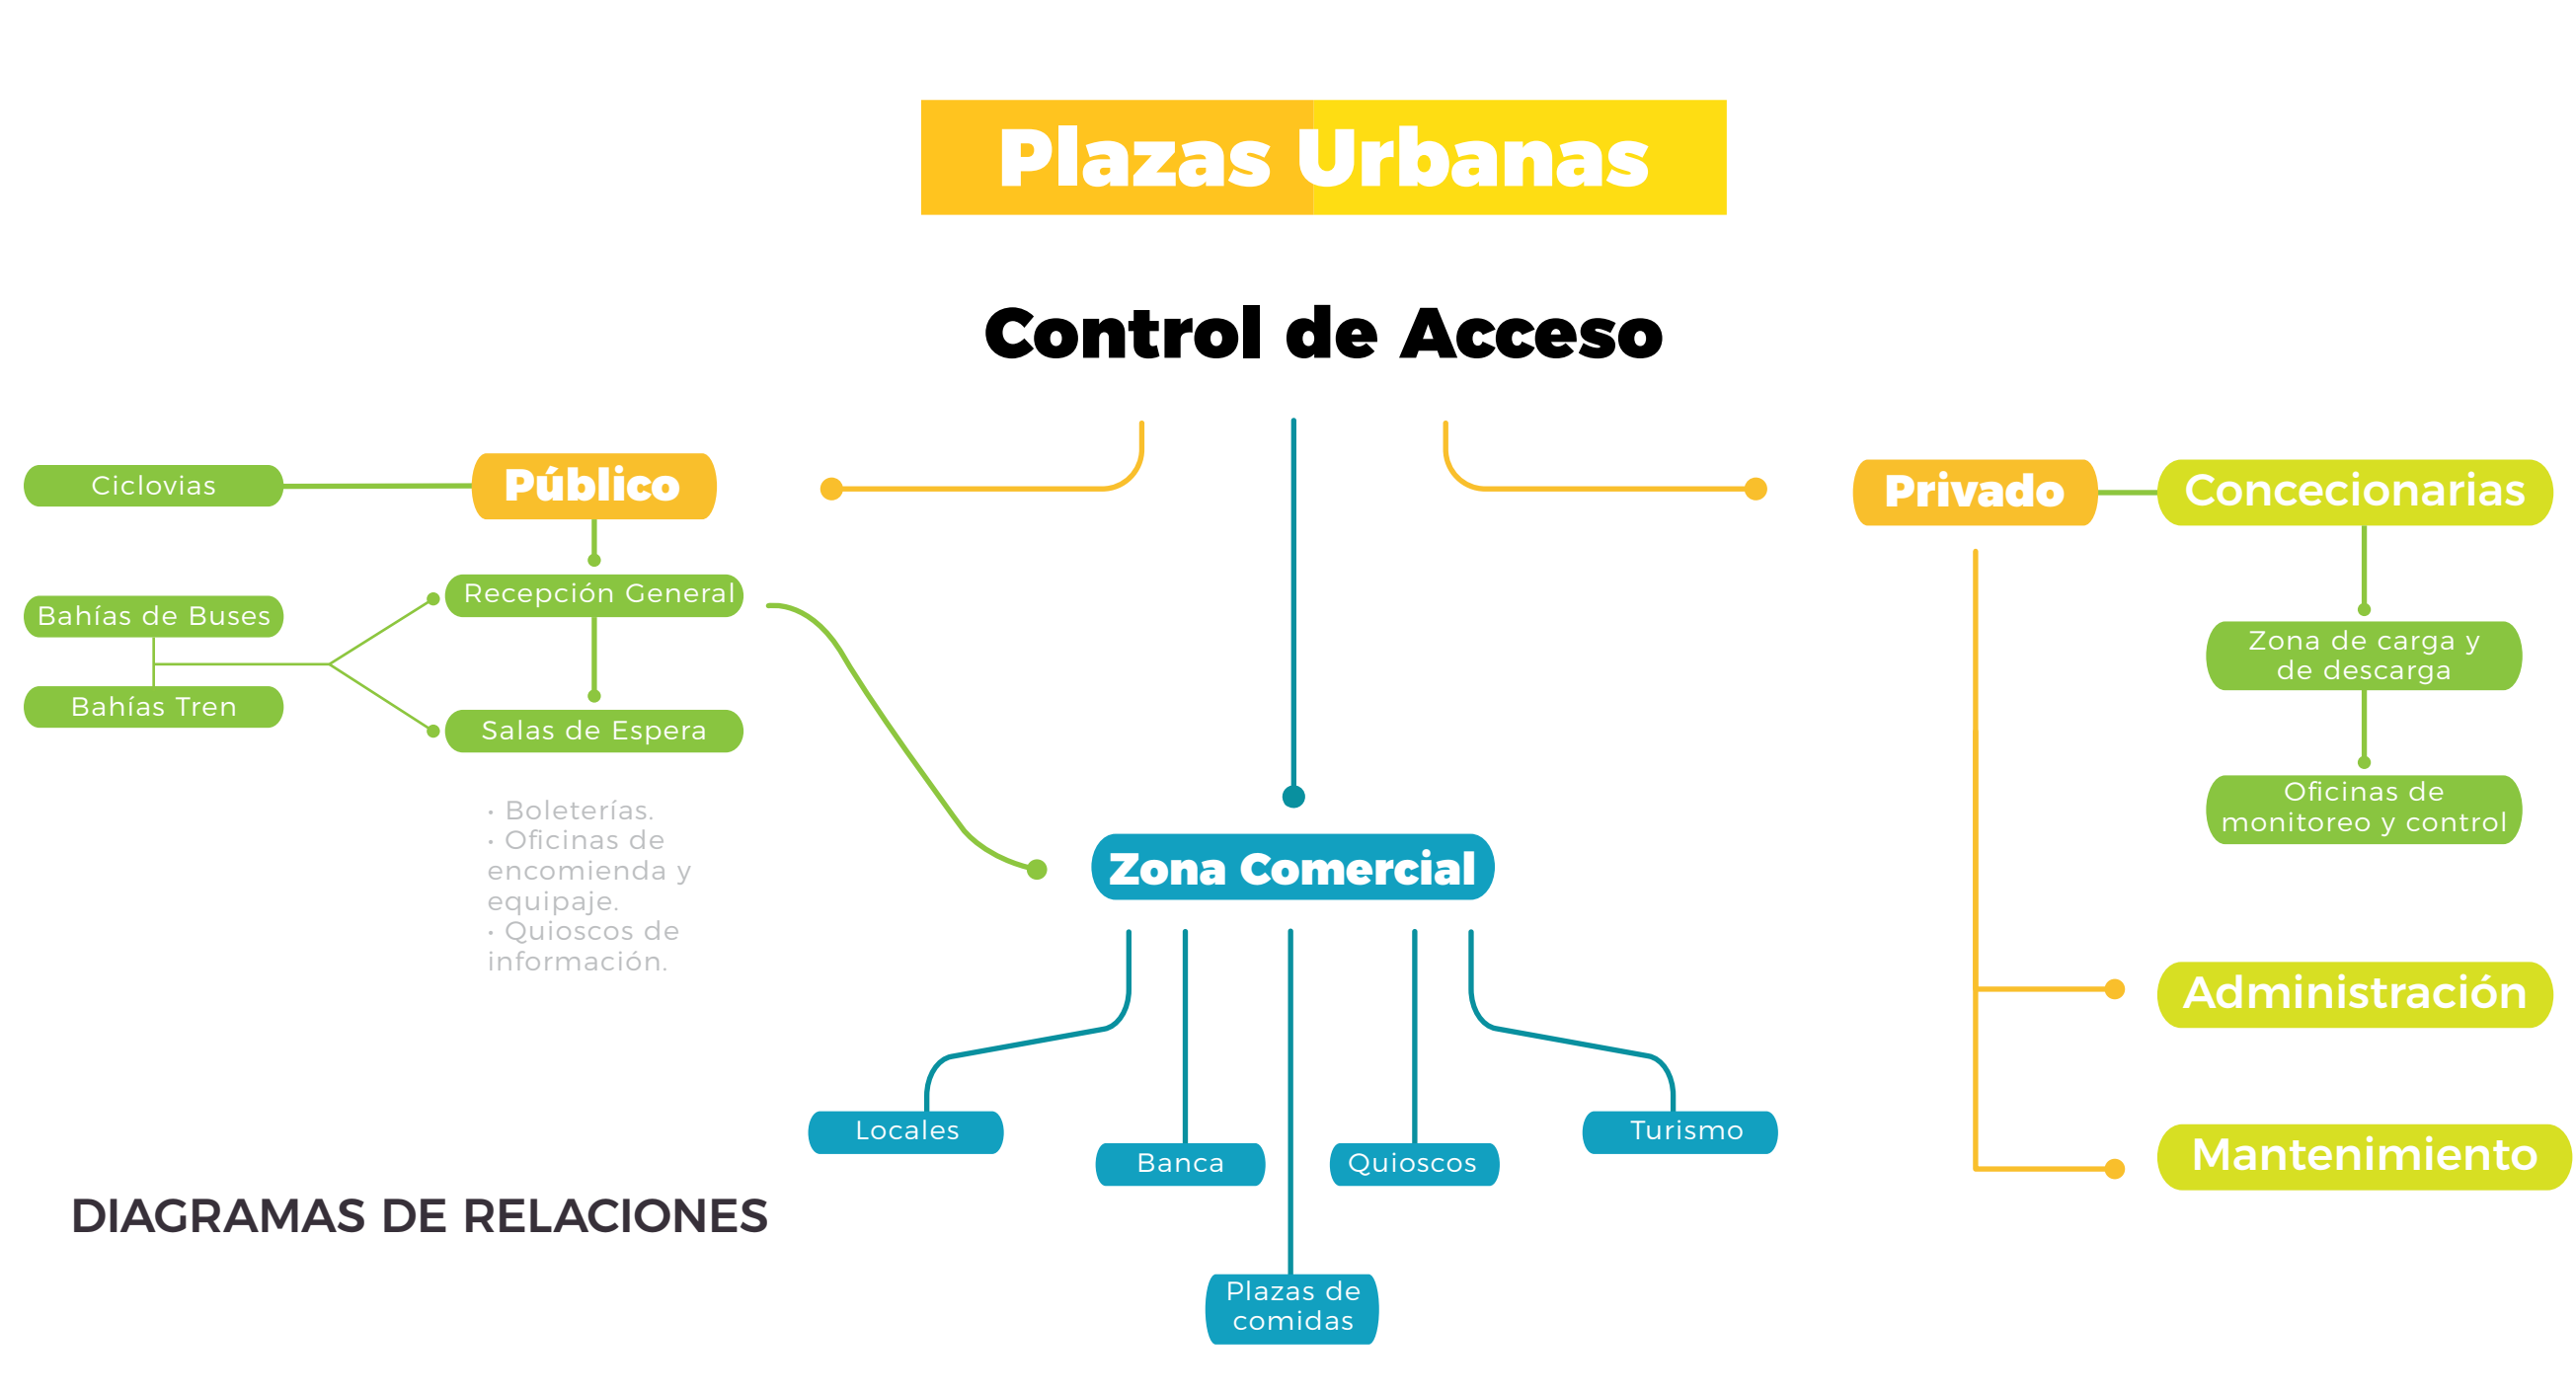 Plazas Urbanas
Control de Acceso
Ciclovias
Público
Privado
Concecionarias
Recepción General
Bahías de Buses
Bahías Tren
Salas de Espera
• Boleterías.
• Oficinas de
encomienda y
equipaje.
• Quioscos de
información.
Zona de carga y
de descarga
Oficinas de
monitoreo y control
Zona Comercial
Administración
Mantenimiento
Locales
Banca
Quioscos
Turismo
Plazas de
comidas
DIAGRAMAS DE RELACIONES